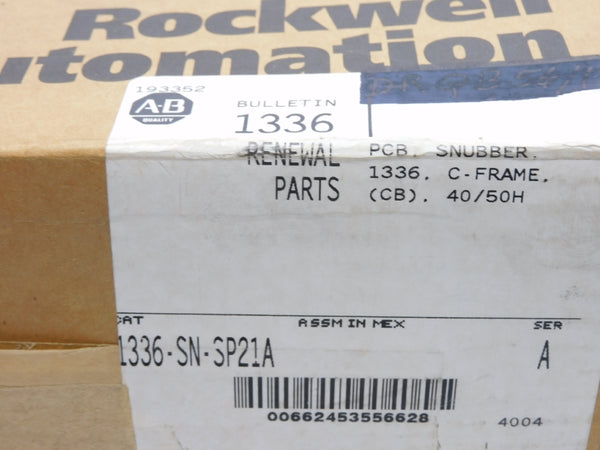 Rockwell
Automation
193352
A-B
QUALITY
BULLETIN
1336
RENEWAL
PARTS
PCB, SNUBBER,
1336, C-FRAME,
(CB), 40/50H
CAT
ASSM IN MEX
SER
1336-SN-SP21A
A
00662453556628
4004